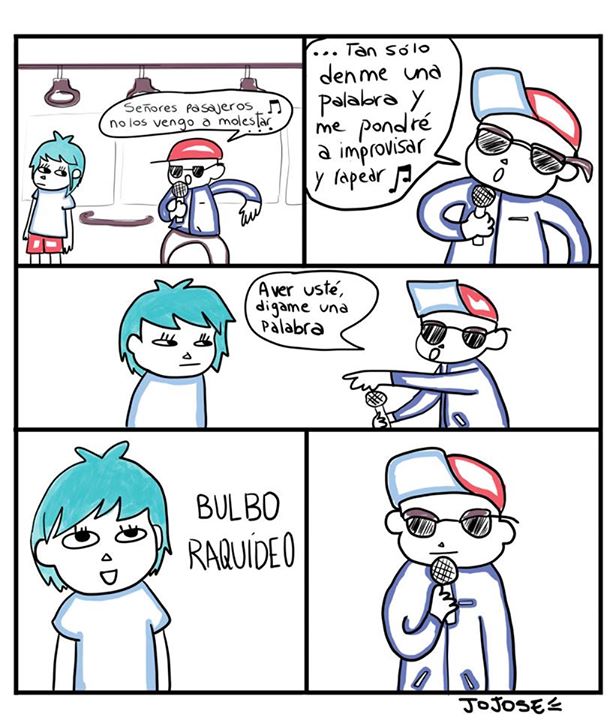 Señores pasajeros
no los vengo a molestar...
... Tan sólo
denme una
palabra y
me pondré
a improvisar
y rapear
A ver usté,
digame una
palabra
BULBO
RAQUÍDEO
JOJOSE